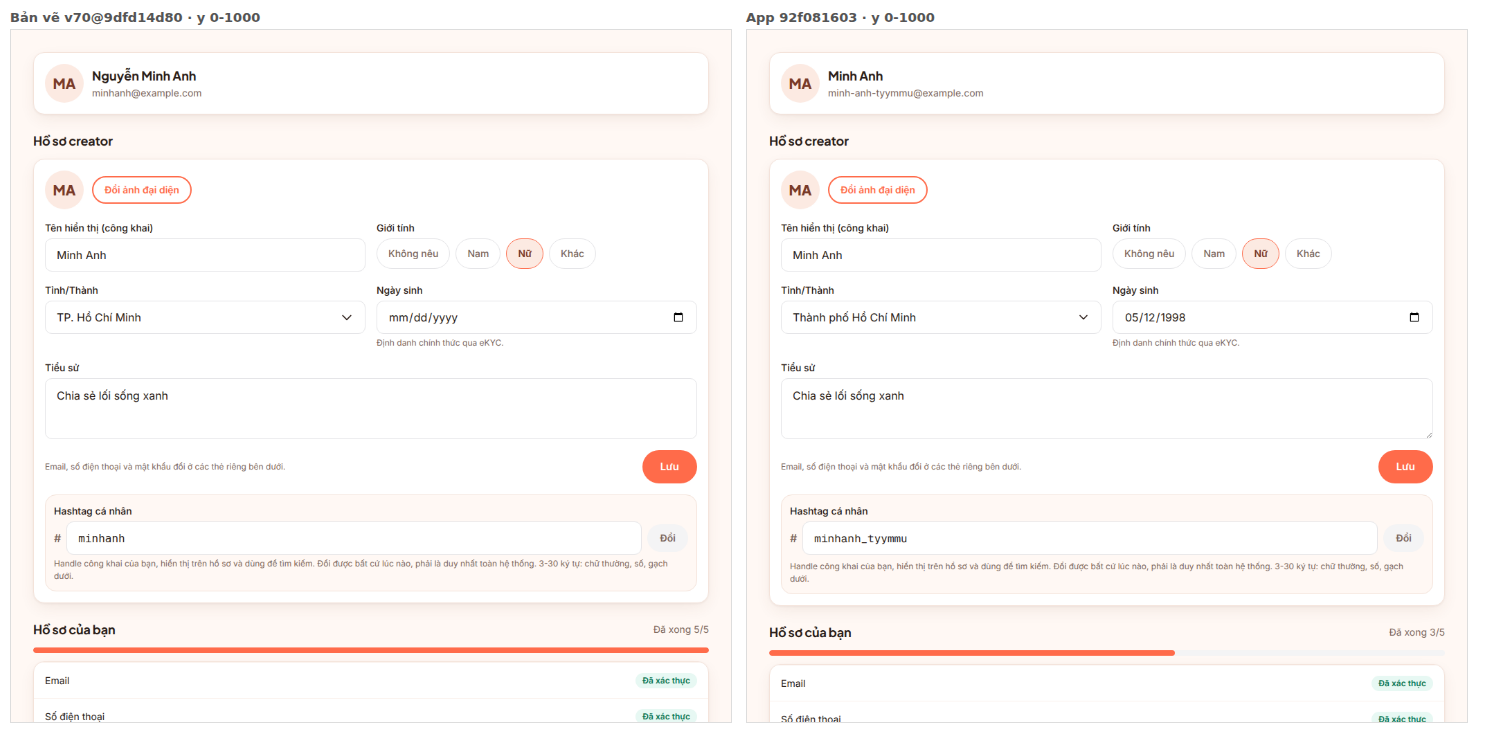 Bản vẽ v70@9dfd14d80 · y 0-1000
MA
Nguyễn Minh Anh
minhanh@example.com
Hồ sơ creator
MA
Đổi ảnh đại diện
Tên hiển thị (công khai)
Minh Anh
Giới tính
Không nêu
Nam
Nữ
Khác
Tỉnh/Thành
TP. Hồ Chí Minh
Ngày sinh
mm/dd/yyyy
Định danh chính thức qua eKYC.
Tiểu sử
Chia sẻ lối sống xanh
Email, số điện thoại và mật khẩu đổi ở các thẻ riêng bên dưới.
Lưu
Hashtag cá nhân
# minhanh
Đổi
Handle công khai của bạn, hiển thị trên hồ sơ và dùng để tìm kiếm. Đổi được bất cứ lúc nào, phải là duy nhất toàn hệ thống. 3-30 ký tự: chữ thường, số, gạch
dưới.
Hồ sơ của bạn
Đã xong 5/5
Email
Đã xác thực
Số điện thoại
Đã xác thực
App 92f081603 · y 0-1000
MA
Minh Anh
minh-anh-tyymmu@example.com
Hồ sơ creator
MA
Đổi ảnh đại diện
Tên hiển thị (công khai)
Minh Anh
Giới tính
Không nêu
Nam
Nữ
Khác
Tỉnh/Thành
Thành phố Hồ Chí Minh
Ngày sinh
05/12/1998
Định danh chính thức qua eKYC.
Tiểu sử
Chia sẻ lối sống xanh
Email, số điện thoại và mật khẩu đổi ở các thẻ riêng bên dưới.
Lưu
Hashtag cá nhân
# minhanh_tyymmu
Đổi
Handle công khai của bạn, hiển thị trên hồ sơ và dùng để tìm kiếm. Đổi được bất cứ lúc nào, phải là duy nhất toàn hệ thống. 3-30 ký tự: chữ thường, số, gạch
dưới.
Hồ sơ của bạn
Đã xong 3/5
Email
Đã xác thực
Số điện thoại
Đã xác thực